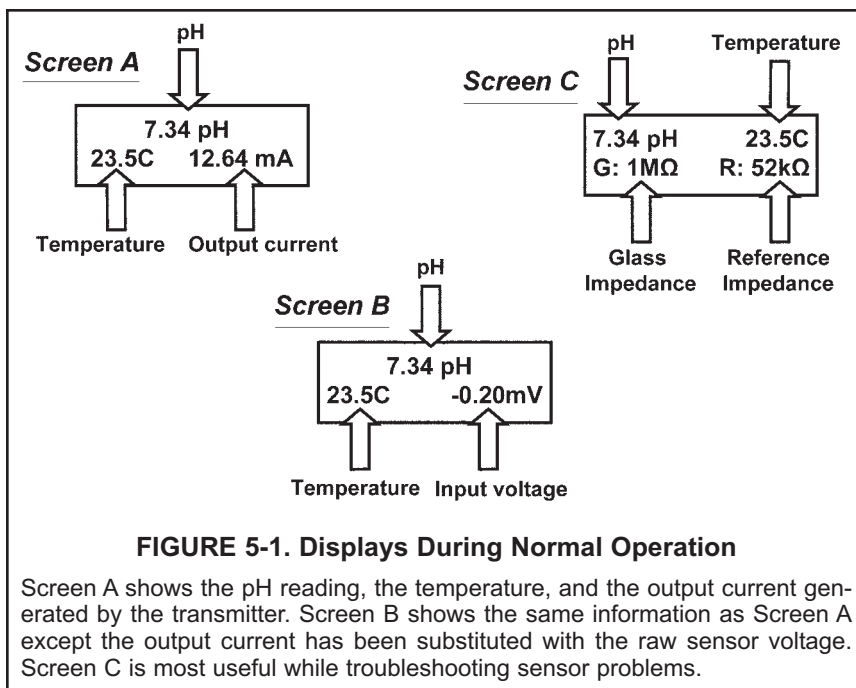 pH
Screen A
7.34 pH
23.5C 12.64 mA
Temperature Output current
pH Temperature
Screen C
7.34 pH 23.5C
G: 1MΩ R: 52kΩ
Glass Impedance
Reference Impedance
pH
Screen B
7.34 pH
23.5C -0.20mV
Temperature Input voltage
FIGURE 5-1. Displays During Normal Operation
Screen A shows the pH reading, the temperature, and the output current gen-
erated by the transmitter. Screen B shows the same information as Screen A
except the output current has been substituted with the raw sensor voltage.
Screen C is most useful while troubleshooting sensor problems.